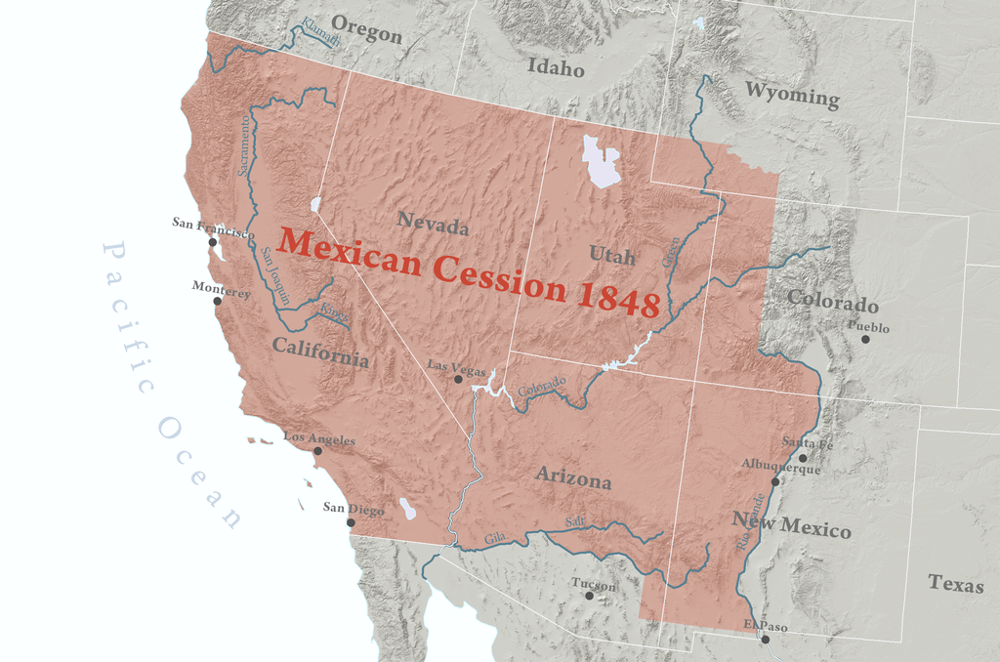 Klamath
Oregon
Idaho
Wyoming
Sacramento
San Francisco
Nevada
Utah
Green
Mexican Cession 1848
Pacific Ocean
San Joaquin
Monterey
Kings
Colorado
Pueblo
California
Las Vegas
Colorado
Los Angeles
Santa Fe
Albuquerque
Arizona
San Diego
New Mexico
Rio Grande
Salt
Gila
Tucson
Texas
El Paso